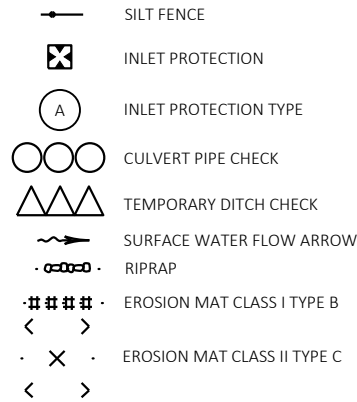 SILT FENCE
INLET PROTECTION
A INLET PROTECTION TYPE
CULVERT PIPE CHECK
TEMPORARY DITCH CHECK
SURFACE WATER FLOW ARROW
RIPRAP
EROSION MAT CLASS I TYPE B
EROSION MAT CLASS II TYPE C